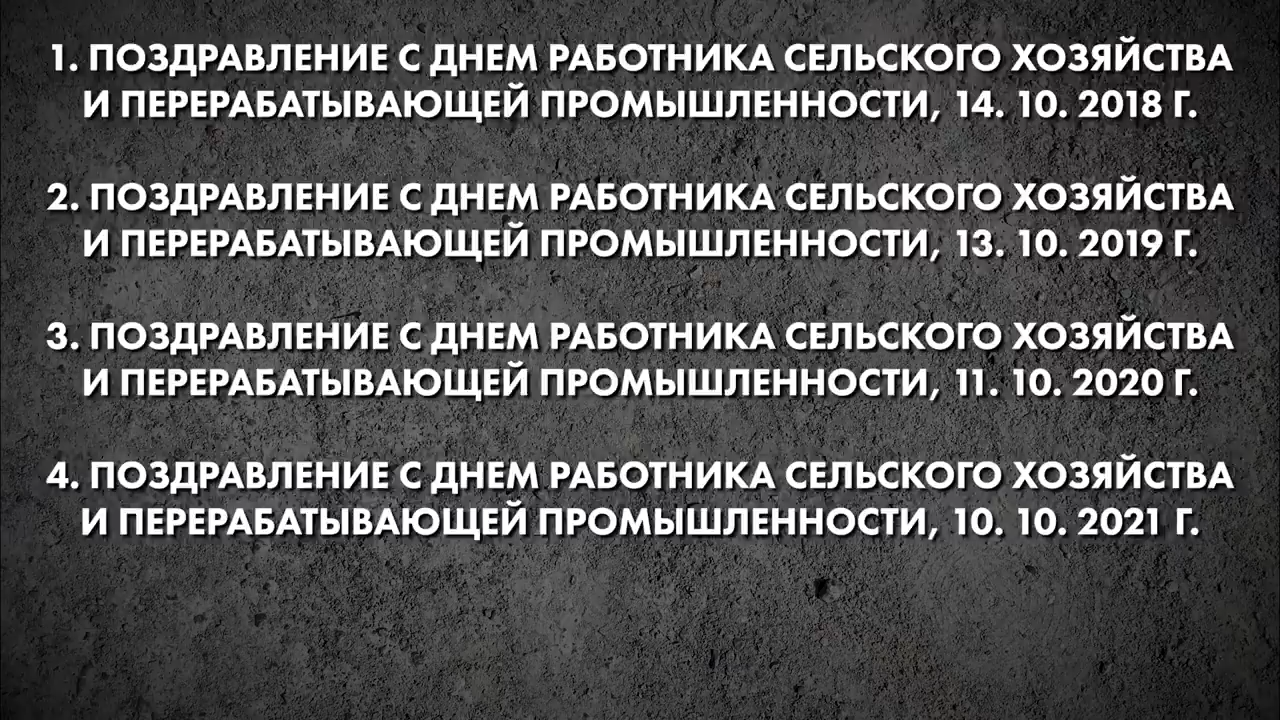 1. ПОЗДРАВЛЕНИЕ С ДНЕМ РАБОТНИКА СЕЛЬСКОГО ХОЗЯЙСТВА
И ПЕРЕРАБАТЫВАЮЩЕЙ ПРОМЫШЛЕННОСТИ, 14. 10. 2018 Г.
2. ПОЗДРАВЛЕНИЕ С ДНЕМ РАБОТНИКА СЕЛЬСКОГО ХОЗЯЙСТВА
И ПЕРЕРАБАТЫВАЮЩЕЙ ПРОМЫШЛЕННОСТИ, 13. 10. 2019 Г.
3. ПОЗДРАВЛЕНИЕ С ДНЕМ РАБОТНИКА СЕЛЬСКОГО ХОЗЯЙСТВА
И ПЕРЕРАБАТЫВАЮЩЕЙ ПРОМЫШЛЕННОСТИ, 11. 10. 2020 Г.
4. ПОЗДРАВЛЕНИЕ С ДНЕМ РАБОТНИКА СЕЛЬСКОГО ХОЗЯЙСТВА
И ПЕРЕРАБАТЫВАЮЩЕЙ ПРОМЫШЛЕННОСТИ, 10. 10. 2021 Г.